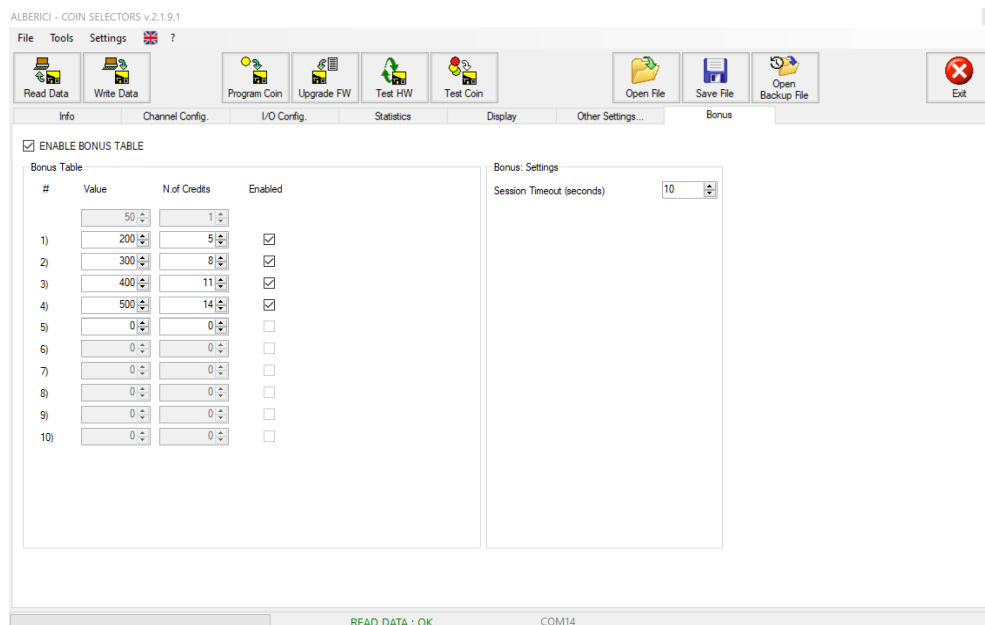 ALBERICI - COIN SELECTORS v.2.1.9.1
File Tools Settings ?
Read Data Write Data Program Coin Upgrade FW Test HW Test Coin Open File Save File Open Backup File Exit
Info Channel Config. I/O Config. Statistics Display Other Settings... Bonus
ENABLE BONUS TABLE
Bonus Table Bonus: Settings
# Value N.of Credits Enabled Session Timeout (seconds) 10
50 1
1) 200 5
2) 300 8
3) 400 11
4) 500 14
5) 0 0
6) 0 0
7) 0 0
8) 0 0
9) 0 0
10) 0 0
READ DATA : OK COM14